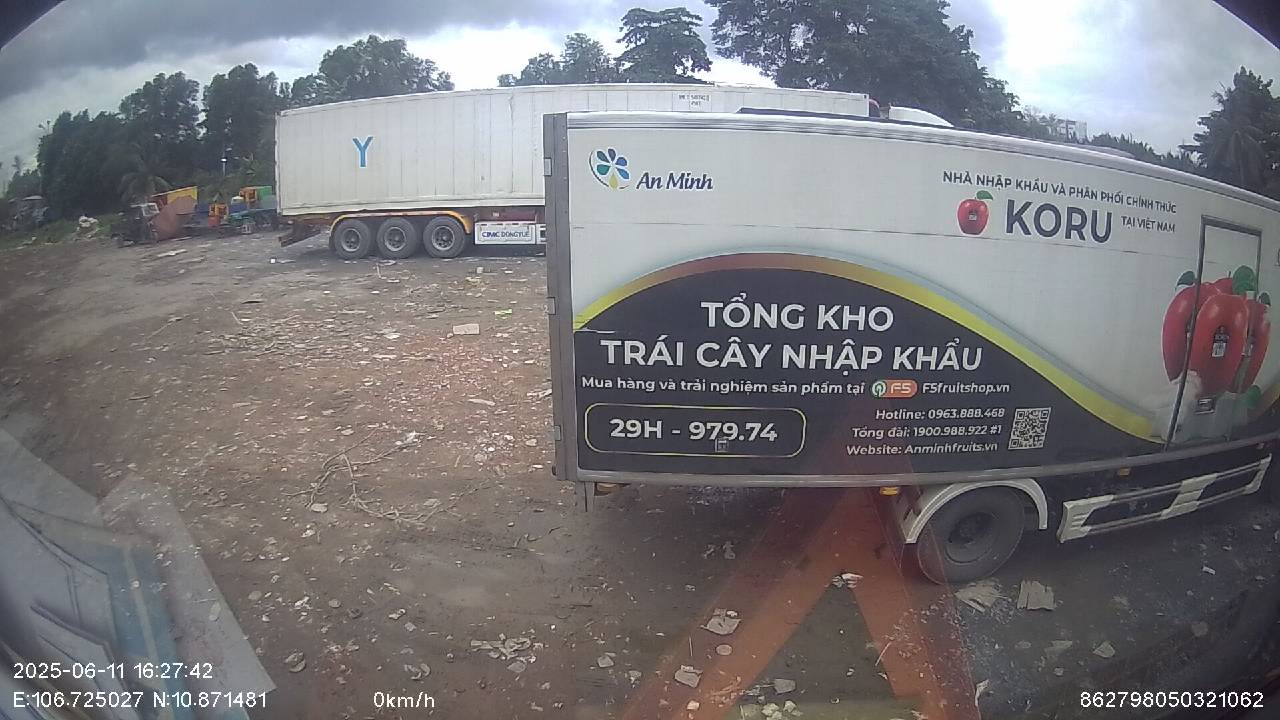 Y
CIMC DONGYUE
An Minh
NHÀ NHẬP KHẨU VÀ PHÂN PHỐI CHÍNH THỨC
KORU TẠI VIỆT NAM
TỔNG KHO
TRÁI CÂY NHẬP KHẨU
Mua hàng và trải nghiệm sản phẩm tại F5 F5fruitshop.vn
29H - 979.74
Hotline: 0963.888.468
Tổng đài: 1900.988.922 #1
Website: Anminhfruits.vn
2025-06-11 16:27:42
E:106.725027 N:10.871481 0km/h 862798050321062